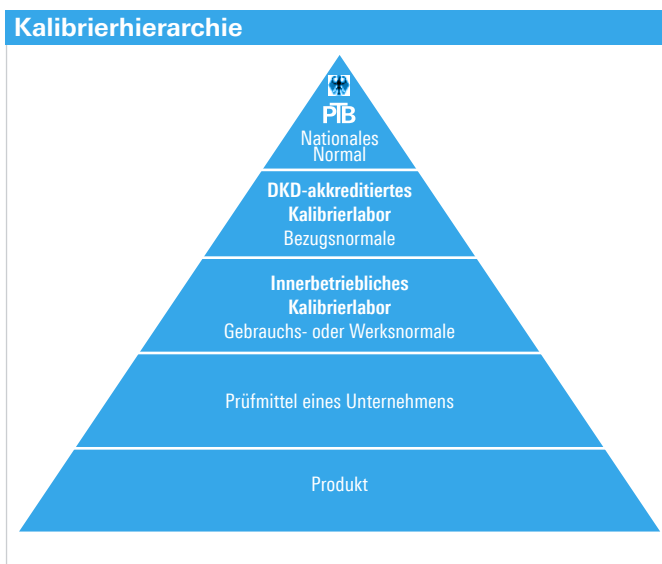 Kalibrierhierarchie
PTB
Nationales
Normal
DKD-akkreditiertes
Kalibrierlabor
Bezugsnormale
Innerbetriebliches
Kalibrierlabor
Gebrauchs- oder Werksnormale
Prüfmittel eines Unternehmens
Produkt